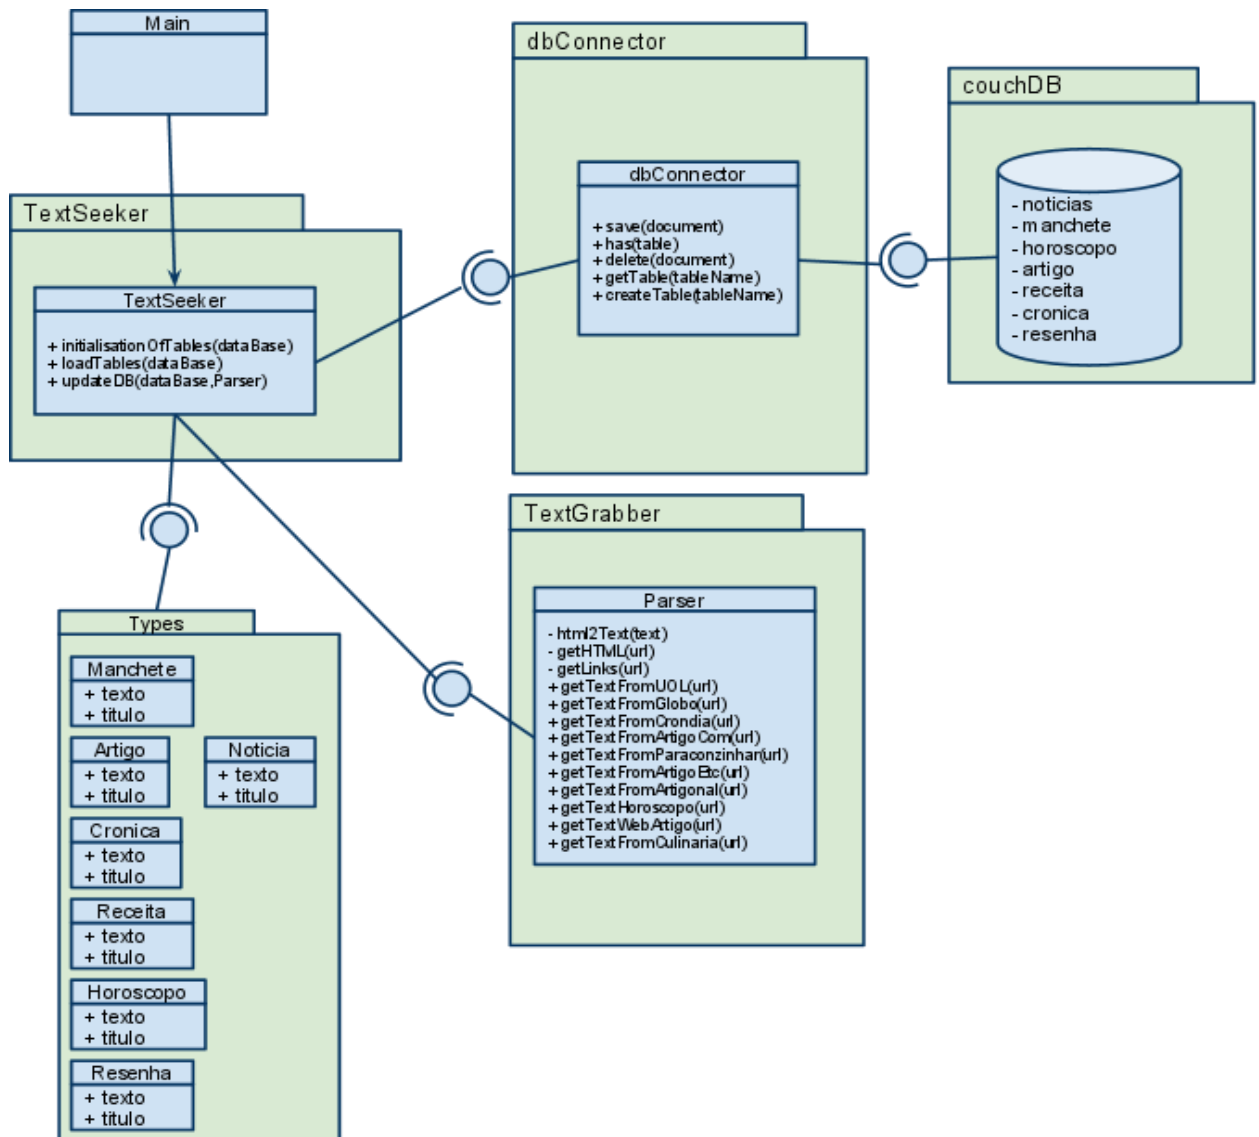 Main
TextSeeker
TextSeeker
+ initialisationOfTables(dataBase)
+ loadTables(dataBase)
+ updateDB(dataBase,Parser)
dbConnector
dbConnector
+ save(document)
+ has(table)
+ delete(document)
+ getTable(tableName)
+ createTable(tableName)
couchDB
- noticias
- manchete
- horoscopo
- artigo
- receita
- cronica
- resenha
TextGrabber
Parser
- html2Text(text)
- getHTML(url)
- getLinks(url)
+ getTextFromUOL(url)
+ getTextFromGlobo(url)
+ getTextFromCrondia(url)
+ getTextFromArtigoCom(url)
+ getTextFromParaconzinhar(url)
+ getTextFromArtigoEtc(url)
+ getTextFromArtigonal(url)
+ getTextHoroscopo(url)
+ getTextWebArtigo(url)
+ getTextFromCulinaria(url)
Types
Manchete
+ texto
+ titulo
Artigo
+ texto
+ titulo
Noticia
+ texto
+ titulo
Cronica
+ texto
+ titulo
Receita
+ texto
+ titulo
Horoscopo
+ texto
+ titulo
Resenha
+ texto
+ titulo